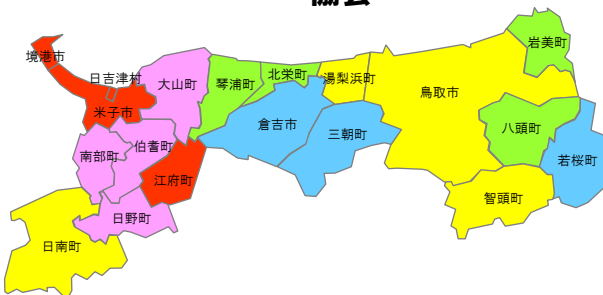 協会
境港市
日吉津村
米子市
大山町
琴浦町
北栄町
湯梨浜町
鳥取市
岩美町
倉吉市
三朝町
八頭町
若桜町
智頭町
南部町
伯耆町
江府町
日野町
日南町